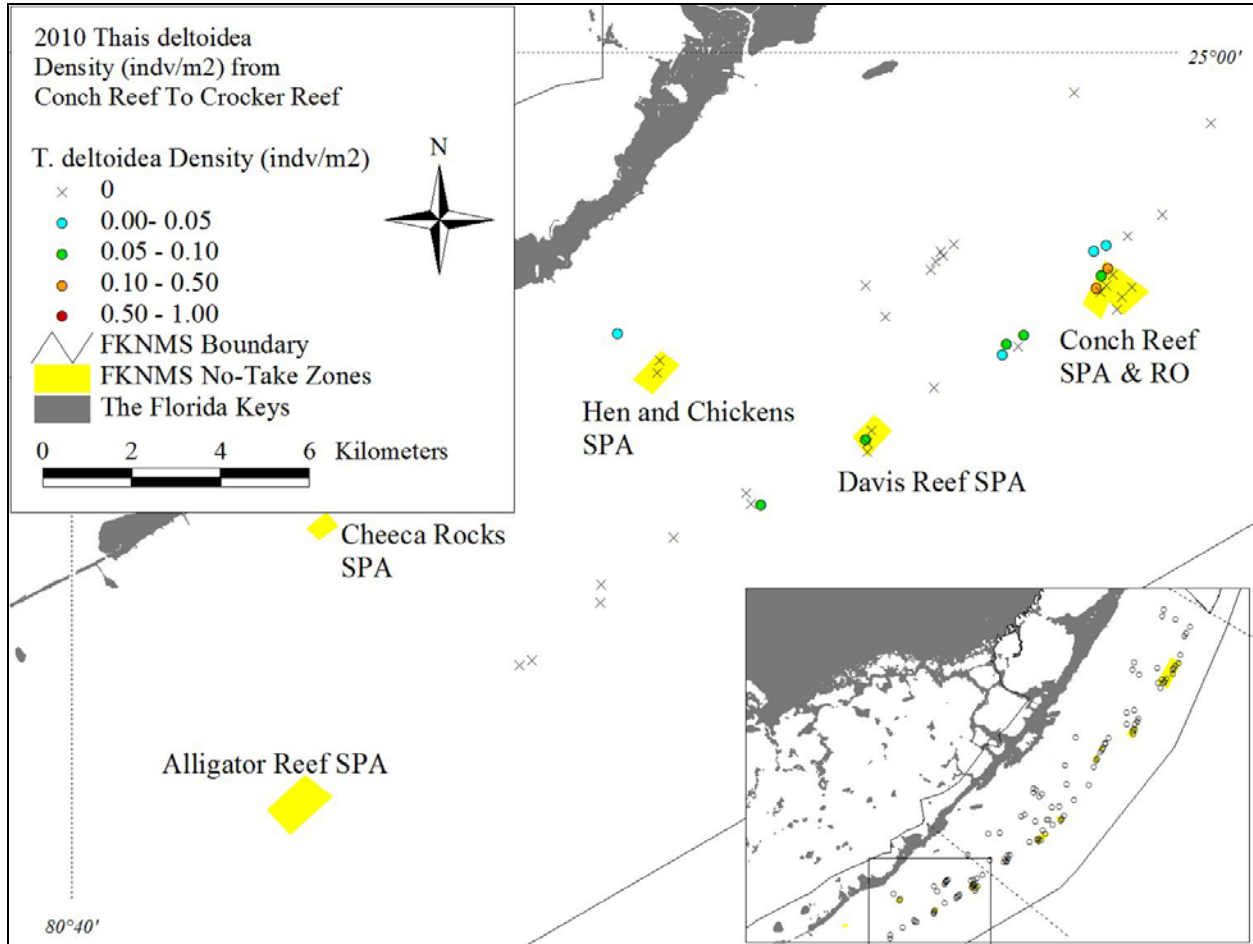 2010 Thais deltoidea
Density (indv/m2) from
Conch Reef To Crocker Reef
T. deltoidea Density (indv/m2)
0
0.00- 0.05
0.05 - 0.10
0.10 - 0.50
0.50 - 1.00
FKNMS Boundary
FKNMS No-Take Zones
The Florida Keys
0 2 4 6 Kilometers
N
25°00'
Conch Reef
SPA & RO
Hen and Chickens
SPA
Davis Reef SPA
Cheeca Rocks
SPA
Alligator Reef SPA
80°40'